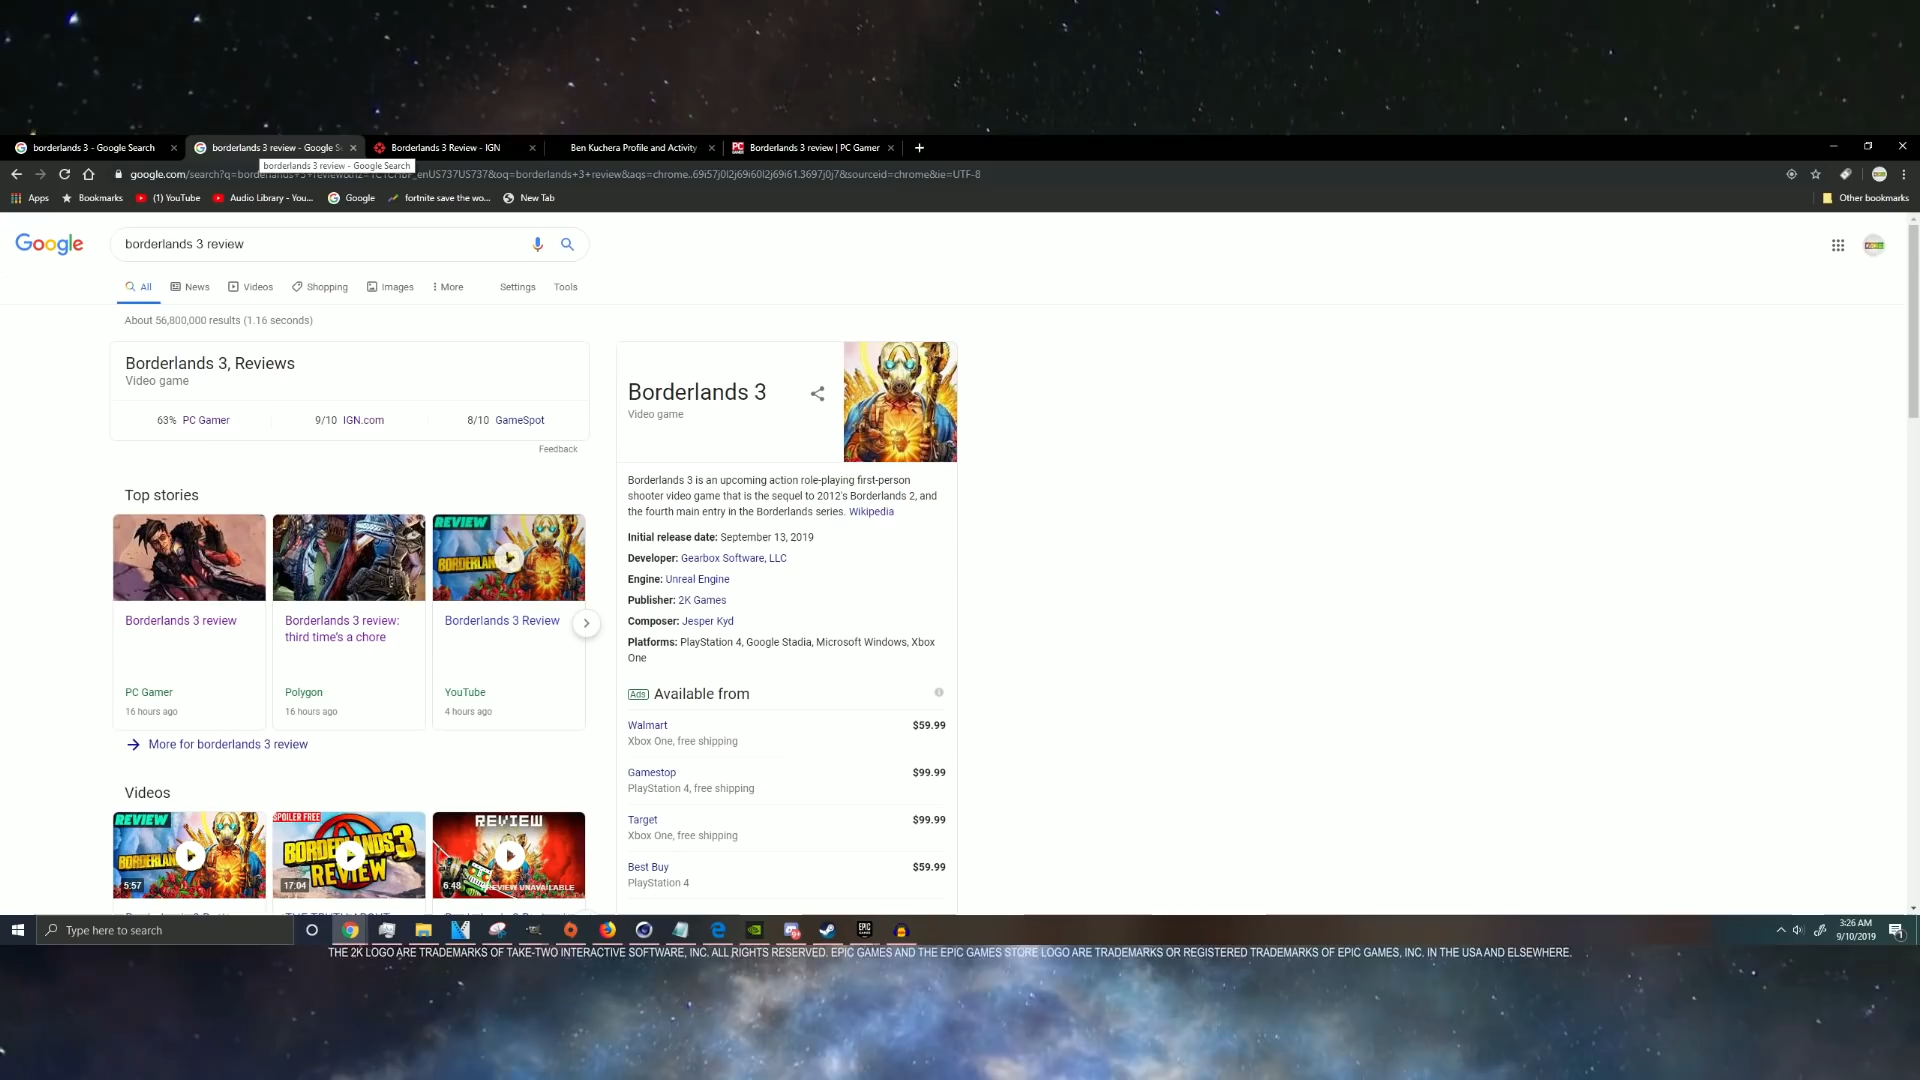 borderlands 3 - Google Search
borderlands 3 review - Google S
Borderlands 3 Review - IGN
Ben Kuchera Profile and Activity
Borderlands 3 review | PC Gamer
borderlands 3 review - Google Search
Apps
Bookmarks
(1) YouTube
Audio Library - You...
Google
fortnite save the wo...
New Tab
Other bookmarks
Google
borderlands 3 review
All
News
Videos
Shopping
Images
More
Settings
Tools
About 56,800,000 results (1.16 seconds)
Borderlands 3, Reviews
Video game
63% PC Gamer
9/10 IGN.com
8/10 GameSpot
Feedback
Top stories
REVIEW
Borderlands 3 review
PC Gamer
16 hours ago
Borderlands 3 review:
third time's a chore
Polygon
16 hours ago
Borderlands 3 Review
YouTube
4 hours ago
More for borderlands 3 review
Videos
REVIEW
5:57
SPOILER FREE
BORDERLANDS 3
REVIEW
17:04
REVIEW
6:48
REVIEW UNAVAILABLE
Borderlands 3
Video game
Borderlands 3 is an upcoming action role-playing first-person
shooter video game that is the sequel to 2012's Borderlands 2, and
the fourth main entry in the Borderlands series. Wikipedia
Initial release date: September 13, 2019
Developer: Gearbox Software, LLC
Engine: Unreal Engine
Publisher: 2K Games
Composer: Jesper Kyd
Platforms: PlayStation 4, Google Stadia, Microsoft Windows, Xbox
One
Ads Available from
Walmart $59.99
Xbox One, free shipping
Gamestop $99.99
PlayStation 4, free shipping
Target $99.99
Xbox One, free shipping
Best Buy $59.99
PlayStation 4
Type here to search
3:26 AM
9/10/2019
THE 2K LOGO ARE TRADEMARKS OF TAKE-TWO INTERACTIVE SOFTWARE, INC. ALL RIGHTS RESERVED. EPIC GAMES AND THE EPIC GAMES STORE LOGO ARE TRADEMARKS OR REGISTERED TRADEMARKS OF EPIC GAMES, INC. IN THE USA AND ELSEWHERE.